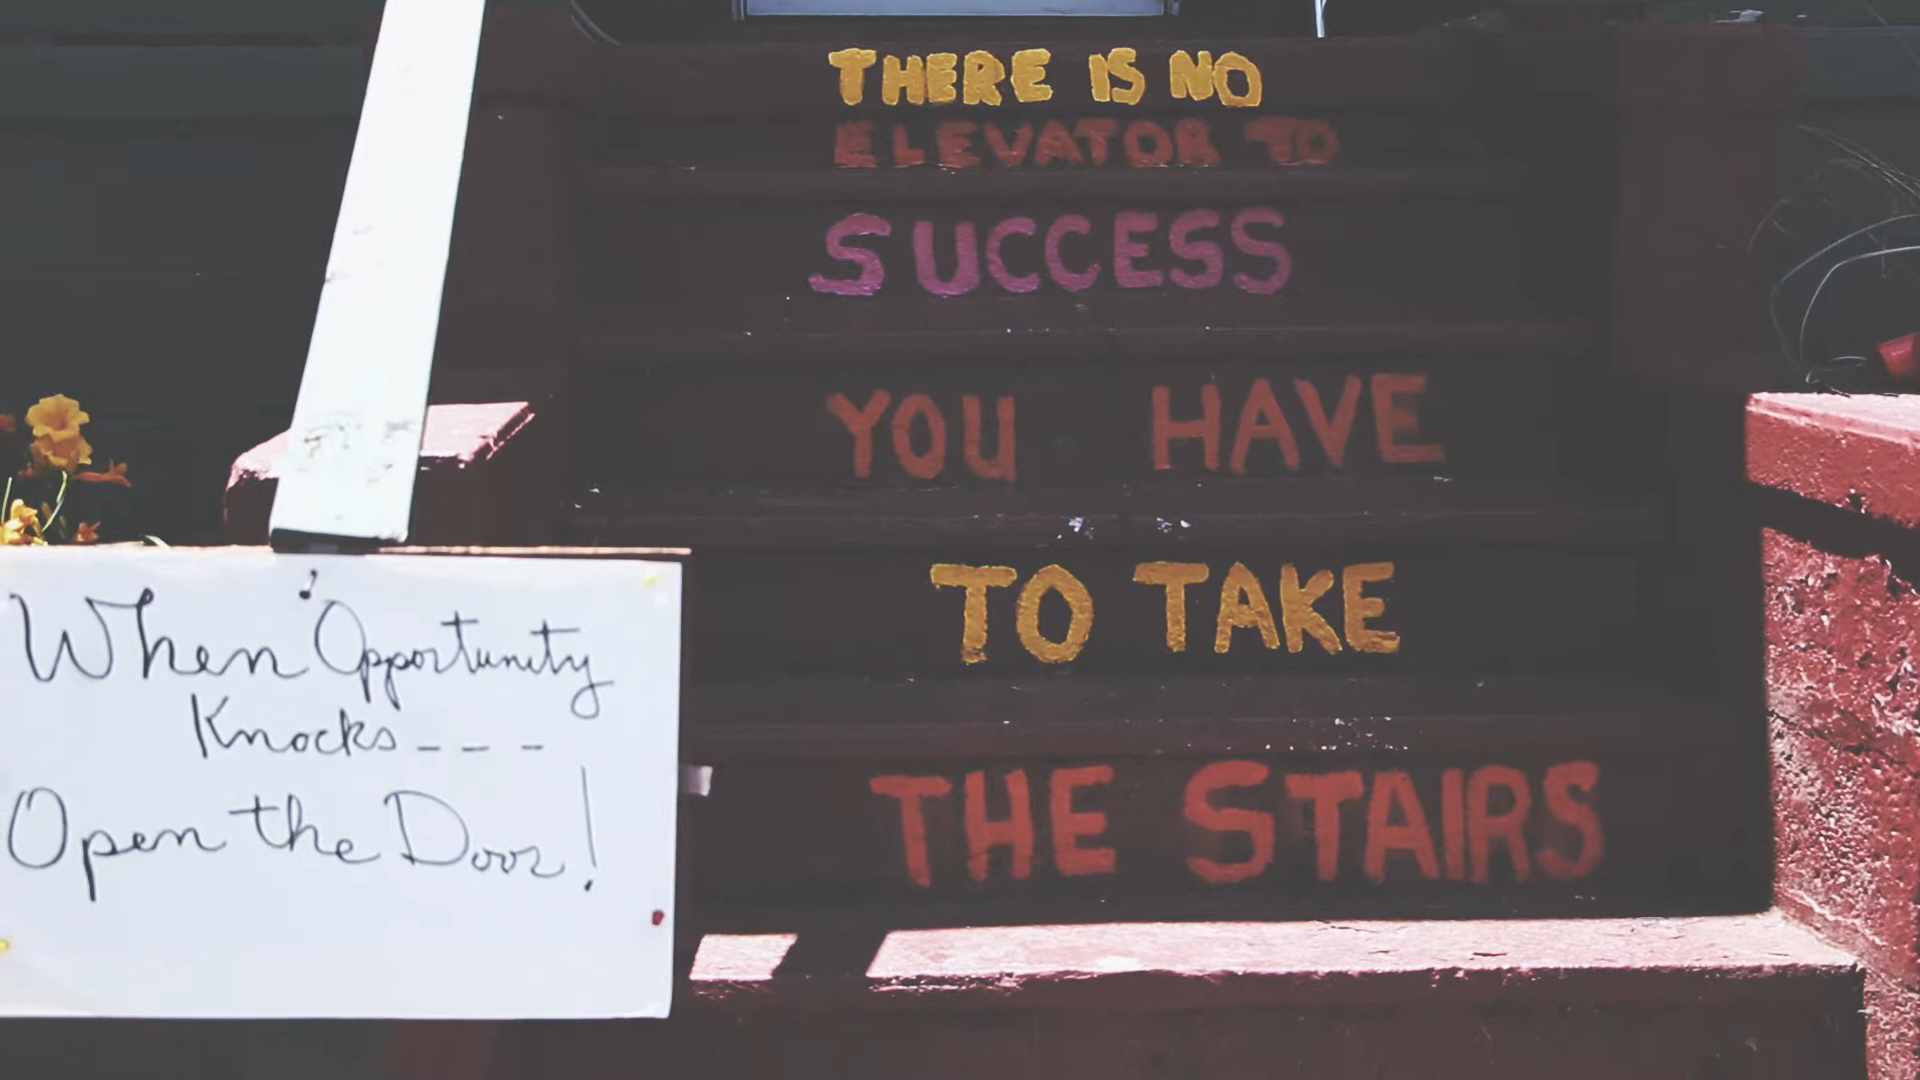 THERE IS NO
ELEVATOR TO
SUCCESS
YOU HAVE
TO TAKE
THE STAIRS
When Opportunity
Knocks---
Open the Door!